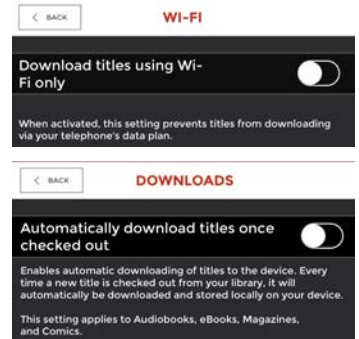 < BACK
WI-FI
Download titles using Wi-
Fi only
When activated, this setting prevents titles from downloading
via your telephone's data plan.
< BACK
DOWNLOADS
Automatically download titles once
checked out
Enables automatic downloading of titles to the device. Every
time a new title is checked out from your library, it will
automatically be downloaded and stored locally on your device.
This setting applies to Audiobooks, eBooks, Magazines,
and Comics.